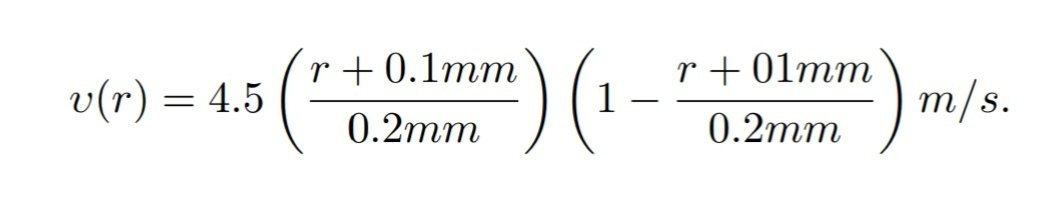 υ(r) = 4.5 ( (r + 0.1mm) / (0.2mm) ) ( 1 − (r + 01mm) / (0.2mm) ) m/s.